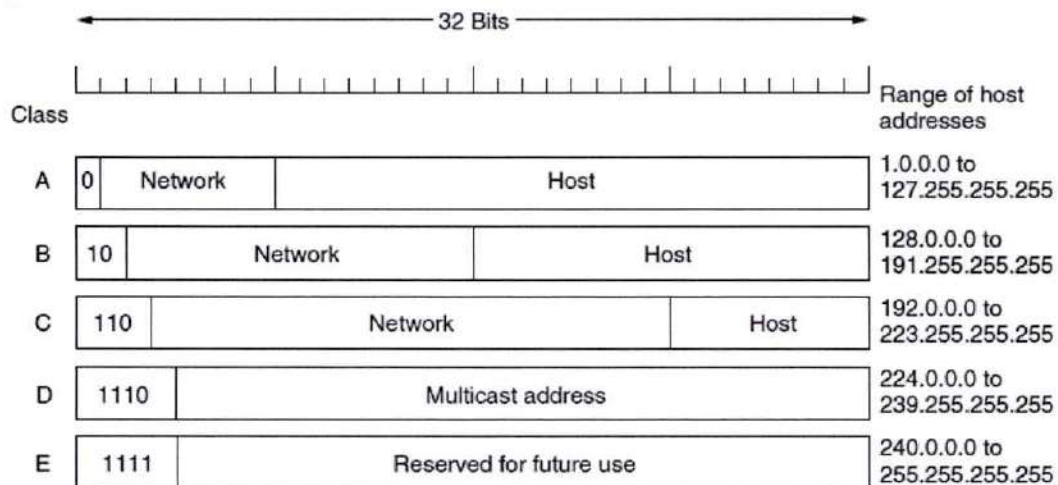 32 Bits
Class
Range of host
addresses
A
0
Network
Host
1.0.0.0 to
127.255.255.255
B
10
Network
Host
128.0.0.0 to
191.255.255.255
C
110
Network
Host
192.0.0.0 to
223.255.255.255
D
1110
Multicast address
224.0.0.0 to
239.255.255.255
E
1111
Reserved for future use
240.0.0.0 to
255.255.255.255